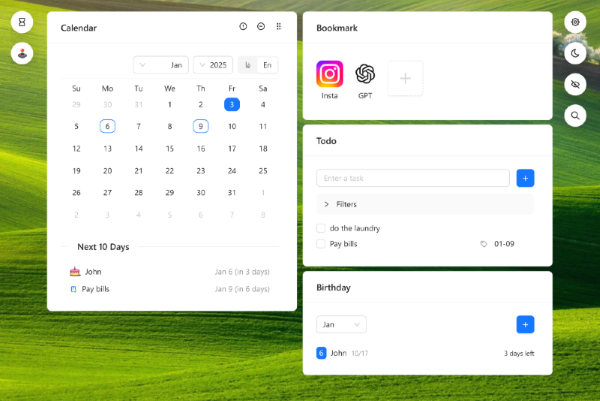 Calendar
Jan
2025
En
Su Mo Tu We Th Fr Sa
29 30 31 1 2 3 4
5 6 7 8 9 10 11
12 13 14 15 16 17 18
19 20 21 22 23 24 25
26 27 28 29 30 31 1
2 3 4 5 6 7 8
Next 10 Days
John Jan 6 (in 3 days)
Pay bills Jan 9 (in 6 days)
Bookmark
Insta GPT
Todo
Enter a task
Filters
do the laundry
Pay bills 01-09
Birthday
Jan
6 John 10/17 3 days left